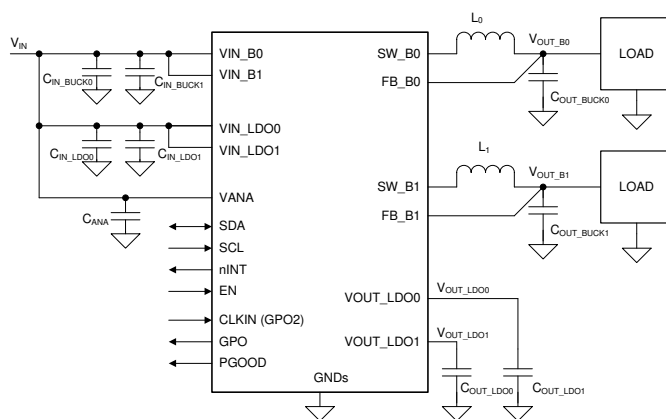 L0
VIN
VIN_B0
SW_B0
VOUT_B0
LOAD
VIN_B1
FB_B0
CIN_BUCK0
CIN_BUCK1
COUT_BUCK0
VIN_LDO0
VIN_LDO1
CIN_LDO0
CIN_LDO1
L1
VANA
SW_B1
VOUT_B1
LOAD
CANA
FB_B1
SDA
COUT_BUCK1
SCL
nINT
EN
VOUT_LDO0
VOUT_LDO0
CLKIN (GPO2)
GPO
VOUT_LDO1
VOUT_LDO1
PGOOD
GNDs
COUT_LDO0
COUT_LDO1